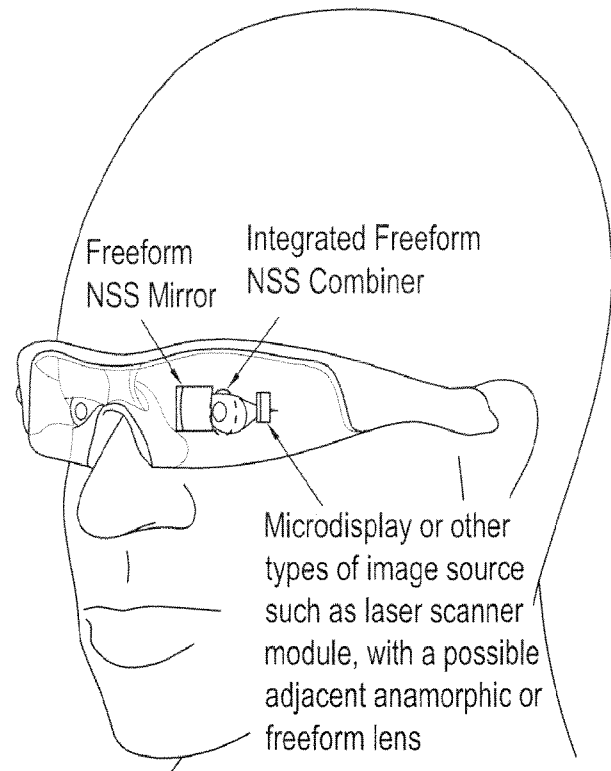 Freeform
NSS Mirror
Integrated Freeform
NSS Combiner
Microdisplay or other
types of image source
such as laser scanner
module, with a possible
adjacent anamorphic or
freeform lens